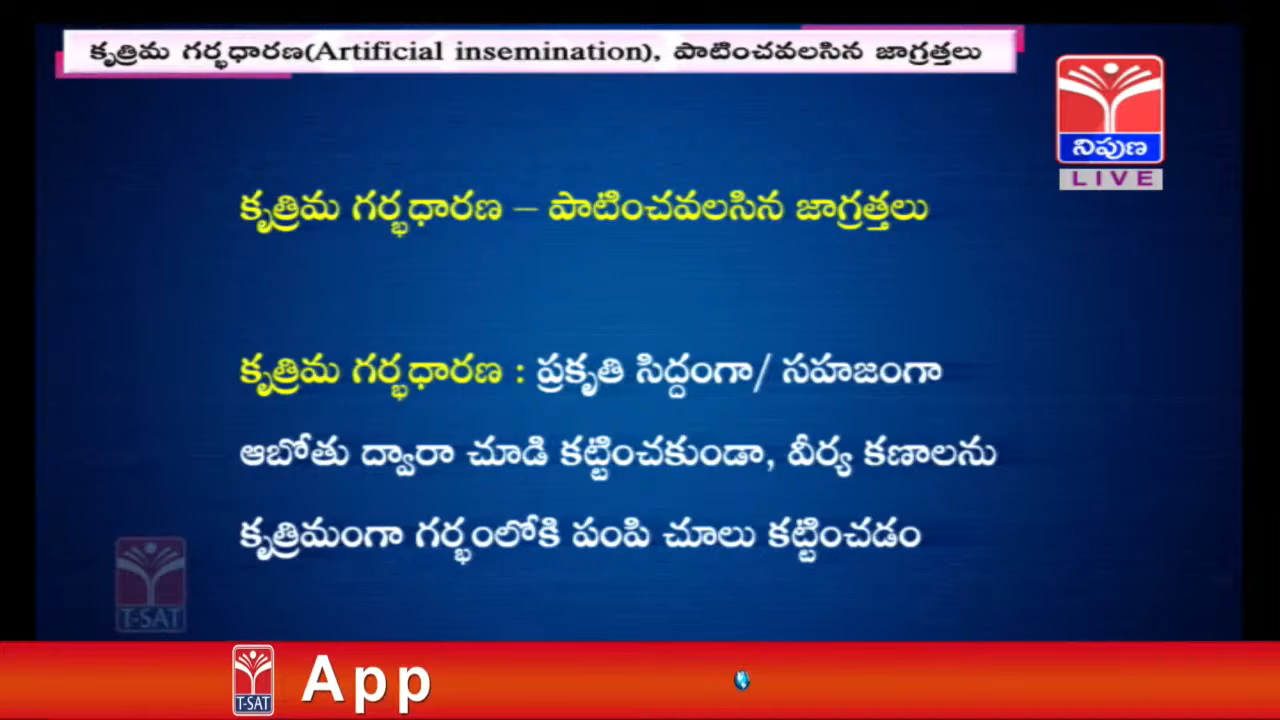 కృత్రిమ గర్భధారణ(Artificial insemination), పాటించవలసిన జాగ్రత్తలు
నిపుణ
LIVE
కృత్రిమ గర్భధారణ – పాటించవలసిన జాగ్రత్తలు
కృత్రిమ గర్భధారణ : ప్రకృతి సిద్దంగా/ సహజంగా
ఆబోతు ద్వారా చూడి కట్టించకుండా, వీర్య కణాలను
కృత్రిమంగా గర్భంలోకి పంపి చూలు కట్టించడం
T-SAT
T-SAT App